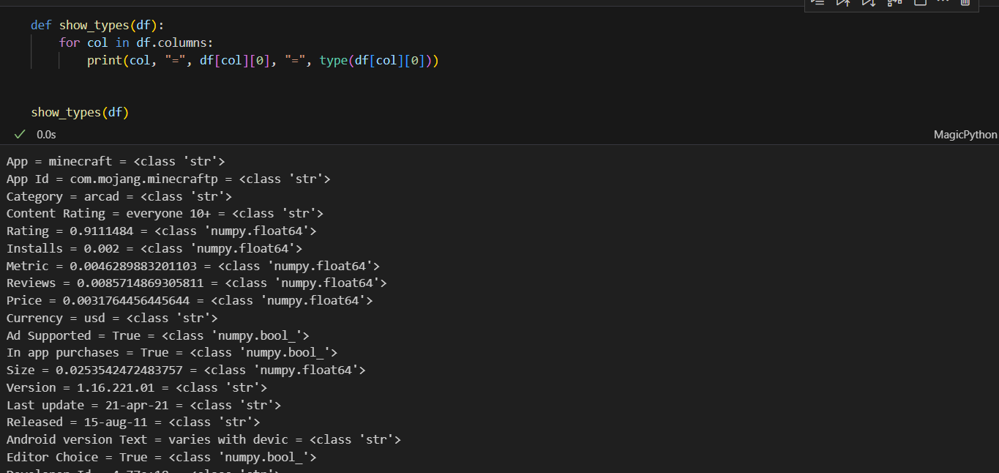 def show_types(df):
for col in df.columns:
print(col, "=", df[col][0], "=", type(df[col][0]))
show_types(df)
0.0s
MagicPython
App = minecraft = <class 'str'>
App Id = com.mojang.minecraftp = <class 'str'>
Category = arcad = <class 'str'>
Content Rating = everyone 10+ = <class 'str'>
Rating = 0.9111484 = <class 'numpy.float64'>
Installs = 0.002 = <class 'numpy.float64'>
Metric = 0.0046289883201103 = <class 'numpy.float64'>
Reviews = 0.0085714869305811 = <class 'numpy.float64'>
Price = 0.0031764456445644 = <class 'numpy.float64'>
Currency = usd = <class 'str'>
Ad Supported = True = <class 'numpy.bool_'>
In app purchases = True = <class 'numpy.bool_'>
Size = 0.0253542472483757 = <class 'numpy.float64'>
Version = 1.16.221.01 = <class 'str'>
Last update = 21-apr-21 = <class 'str'>
Released = 15-aug-11 = <class 'str'>
Android version Text = varies with devic = <class 'str'>
Editor Choice = True = <class 'numpy.bool_'>